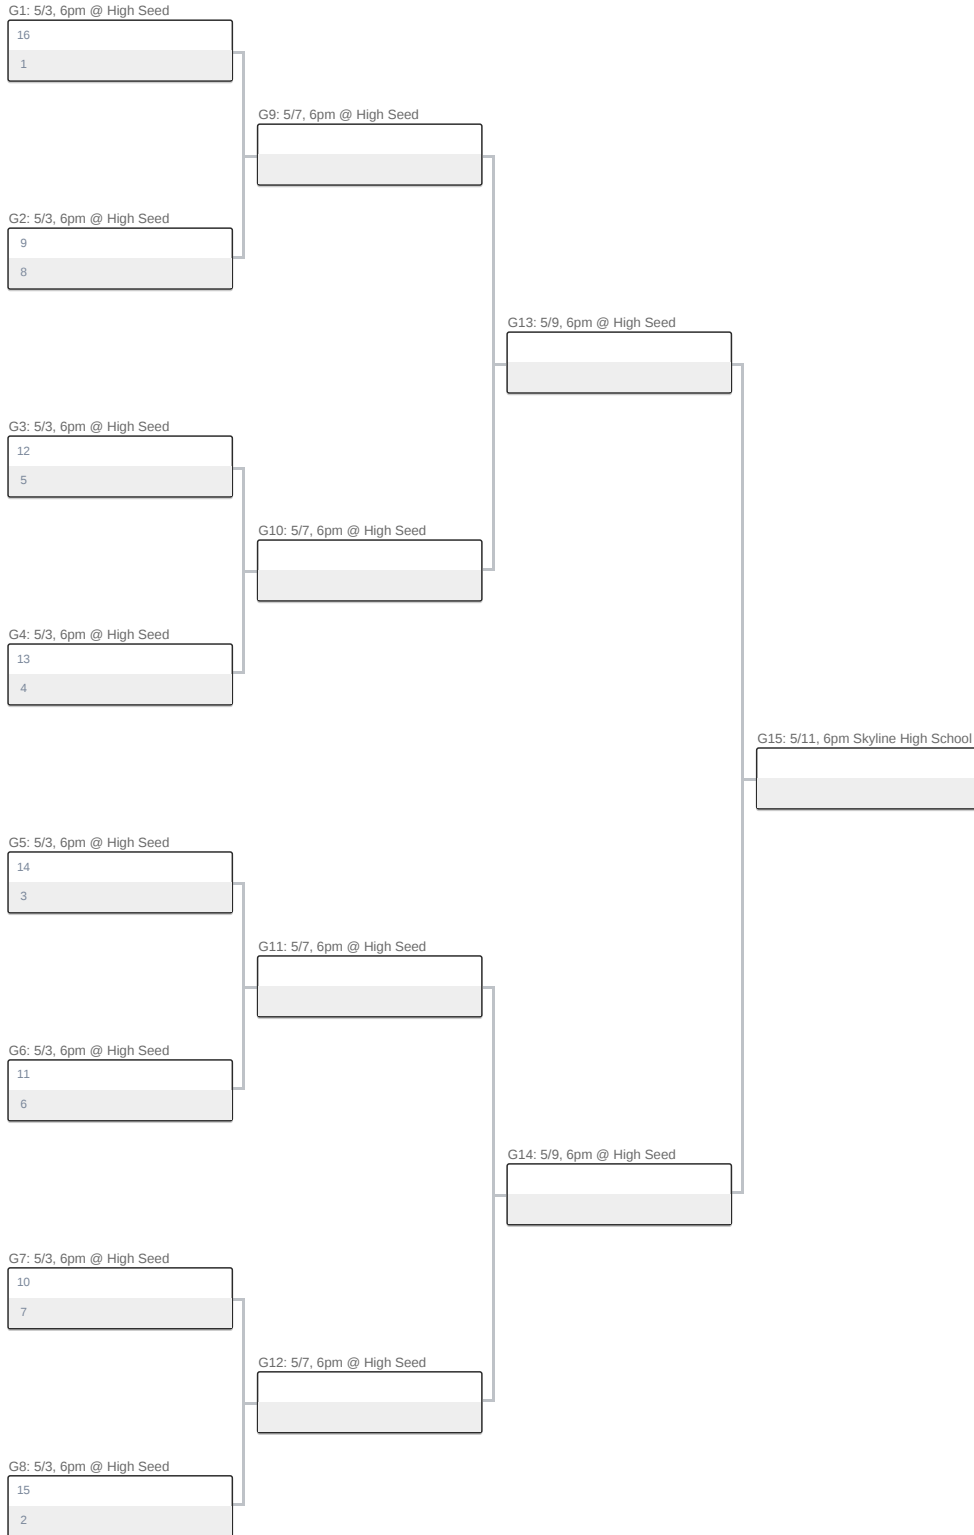 G1: 5/3, 6pm @ High Seed
16
1
G9: 5/7, 6pm @ High Seed
G2: 5/3, 6pm @ High Seed
9
8
G13: 5/9, 6pm @ High Seed
G3: 5/3, 6pm @ High Seed
12
5
G10: 5/7, 6pm @ High Seed
G4: 5/3, 6pm @ High Seed
13
4
G15: 5/11, 6pm Skyline High School
G5: 5/3, 6pm @ High Seed
14
3
G11: 5/7, 6pm @ High Seed
G6: 5/3, 6pm @ High Seed
11
6
G14: 5/9, 6pm @ High Seed
G7: 5/3, 6pm @ High Seed
10
7
G12: 5/7, 6pm @ High Seed
G8: 5/3, 6pm @ High Seed
15
2